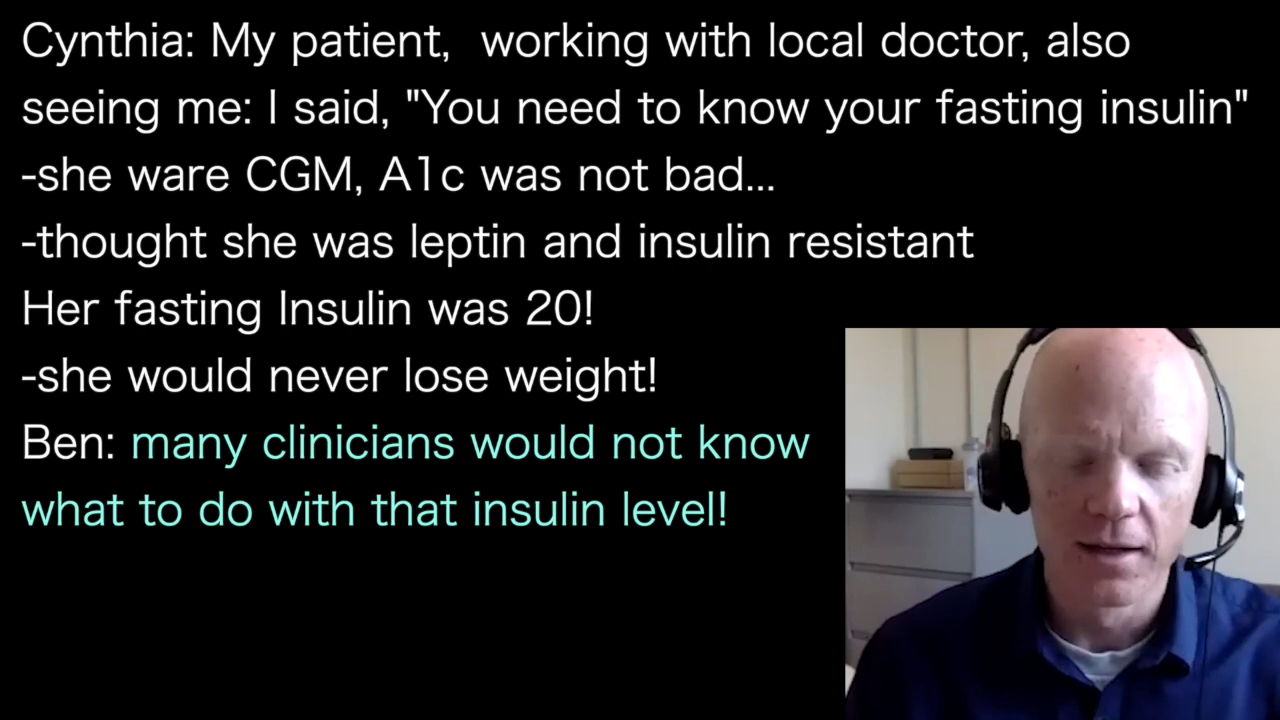 Cynthia: My patient,  working with local doctor, also
seeing me: I said, "You need to know your fasting insulin"
-she ware CGM, A1c was not bad...
-thought she was leptin and insulin resistant
Her fasting Insulin was 20!
-she would never lose weight!
Ben: many clinicians would not know
what to do with that insulin level!